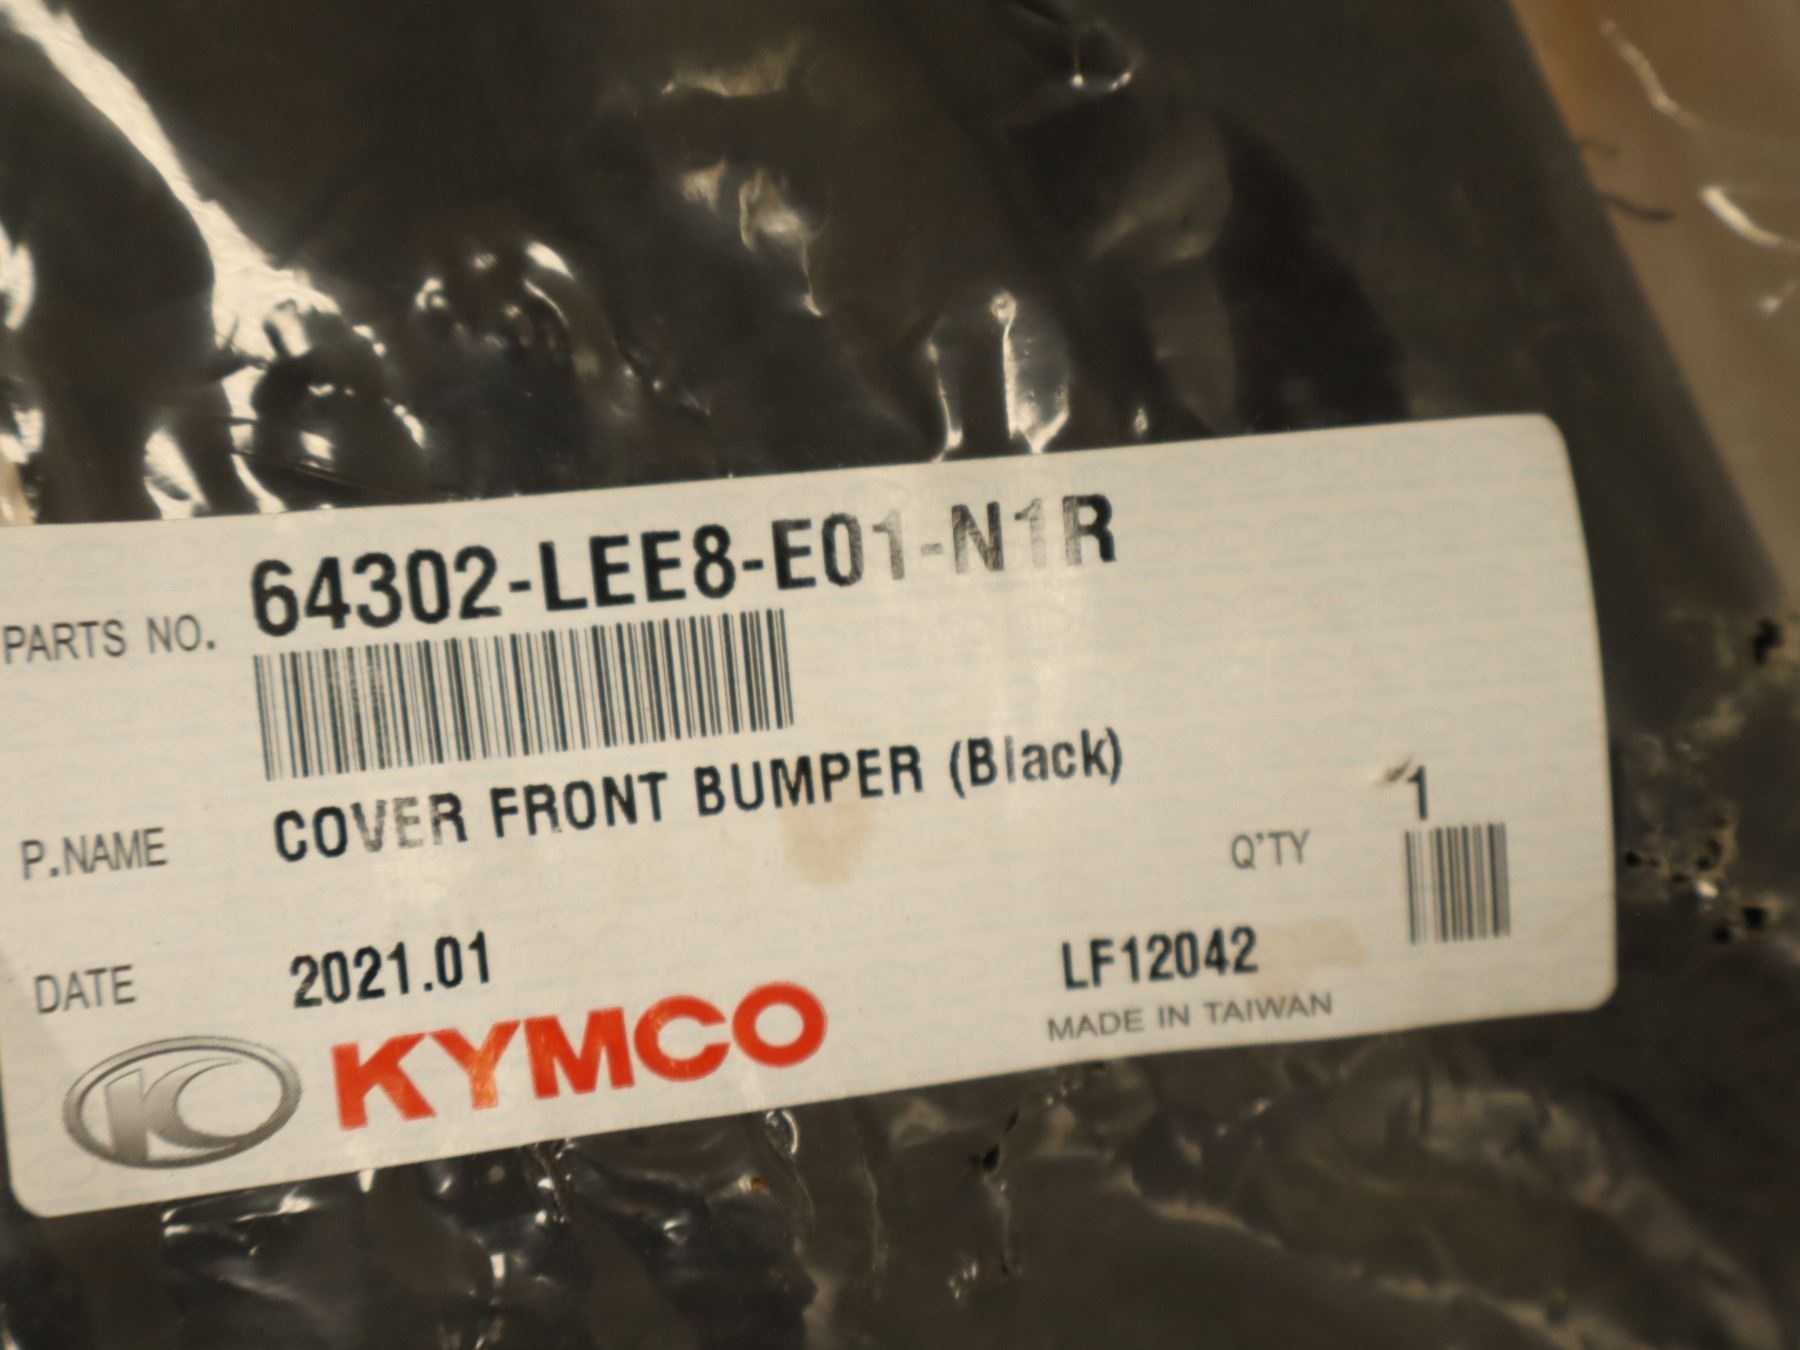 PARTS NO. 64302-LEE8-E01-N1R
P.NAME COVER FRONT BUMPER (Black)
Q'TY 1
DATE 2021.01 LF12042
KYMCO MADE IN TAIWAN